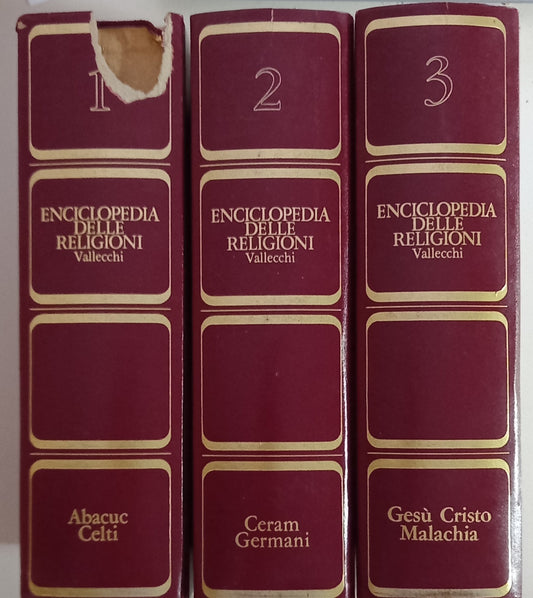 1
ENCICLOPEDIA
DELLE
RELIGIONI
Vallecchi
Abacuc
Celti
2
ENCICLOPEDIA
DELLE
RELIGIONI
Vallecchi
Ceram
Germani
3
ENCICLOPEDIA
DELLE
RELIGIONI
Vallecchi
Gesù Cristo
Malachia